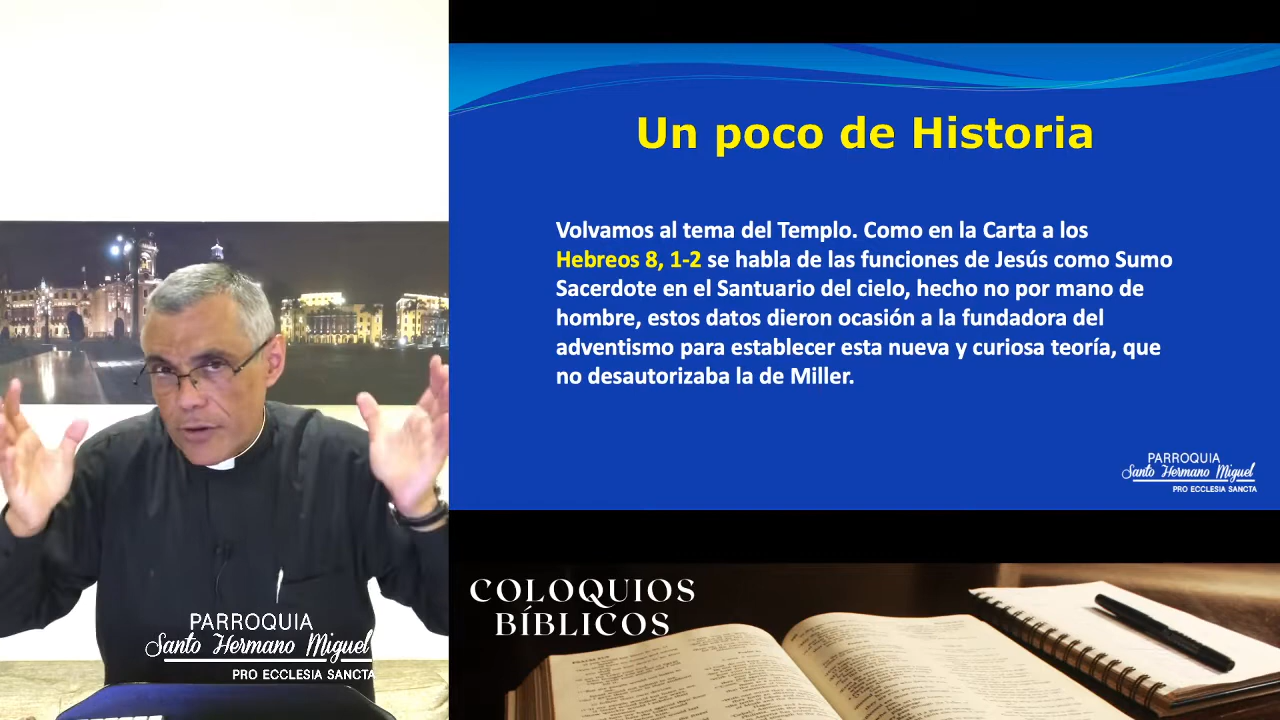 Un poco de Historia
Volvamos al tema del Templo. Como en la Carta a los
Hebreos 8, 1-2 se habla de las funciones de Jesús como Sumo
Sacerdote en el Santuario del cielo, hecho no por mano de
hombre, estos datos dieron ocasión a la fundadora del
adventismo para establecer esta nueva y curiosa teoría, que
no desautorizaba la de Miller.
PARROQUIA
Santo Hermano Miguel
PRO ECCLESIA SANCTA
COLOQUIOS
BÍBLICOS
PARROQUIA
Santo Hermano Miguel
PRO ECCLESIA SANCTA